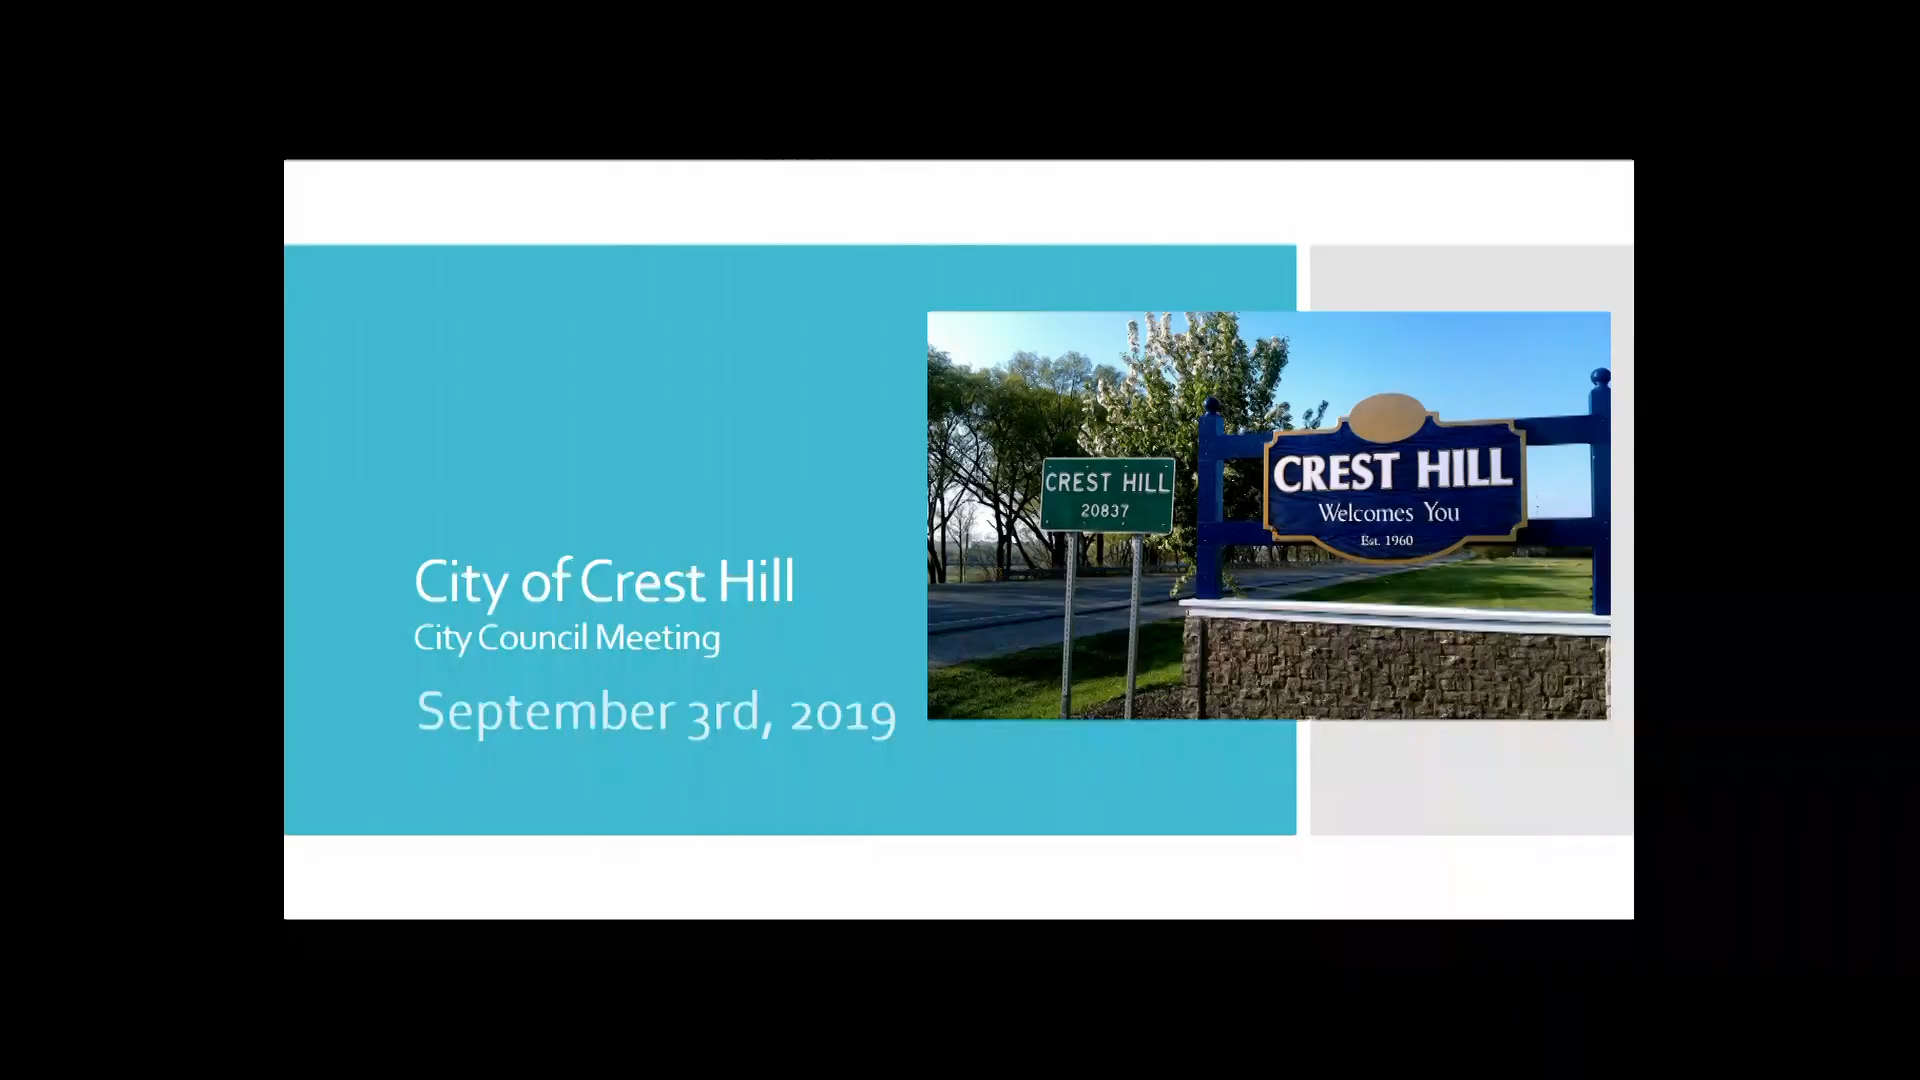 City of Crest Hill
City Council Meeting
September 3rd, 2019
CREST HILL
20837
CREST HILL
Welcomes You
Est. 1960